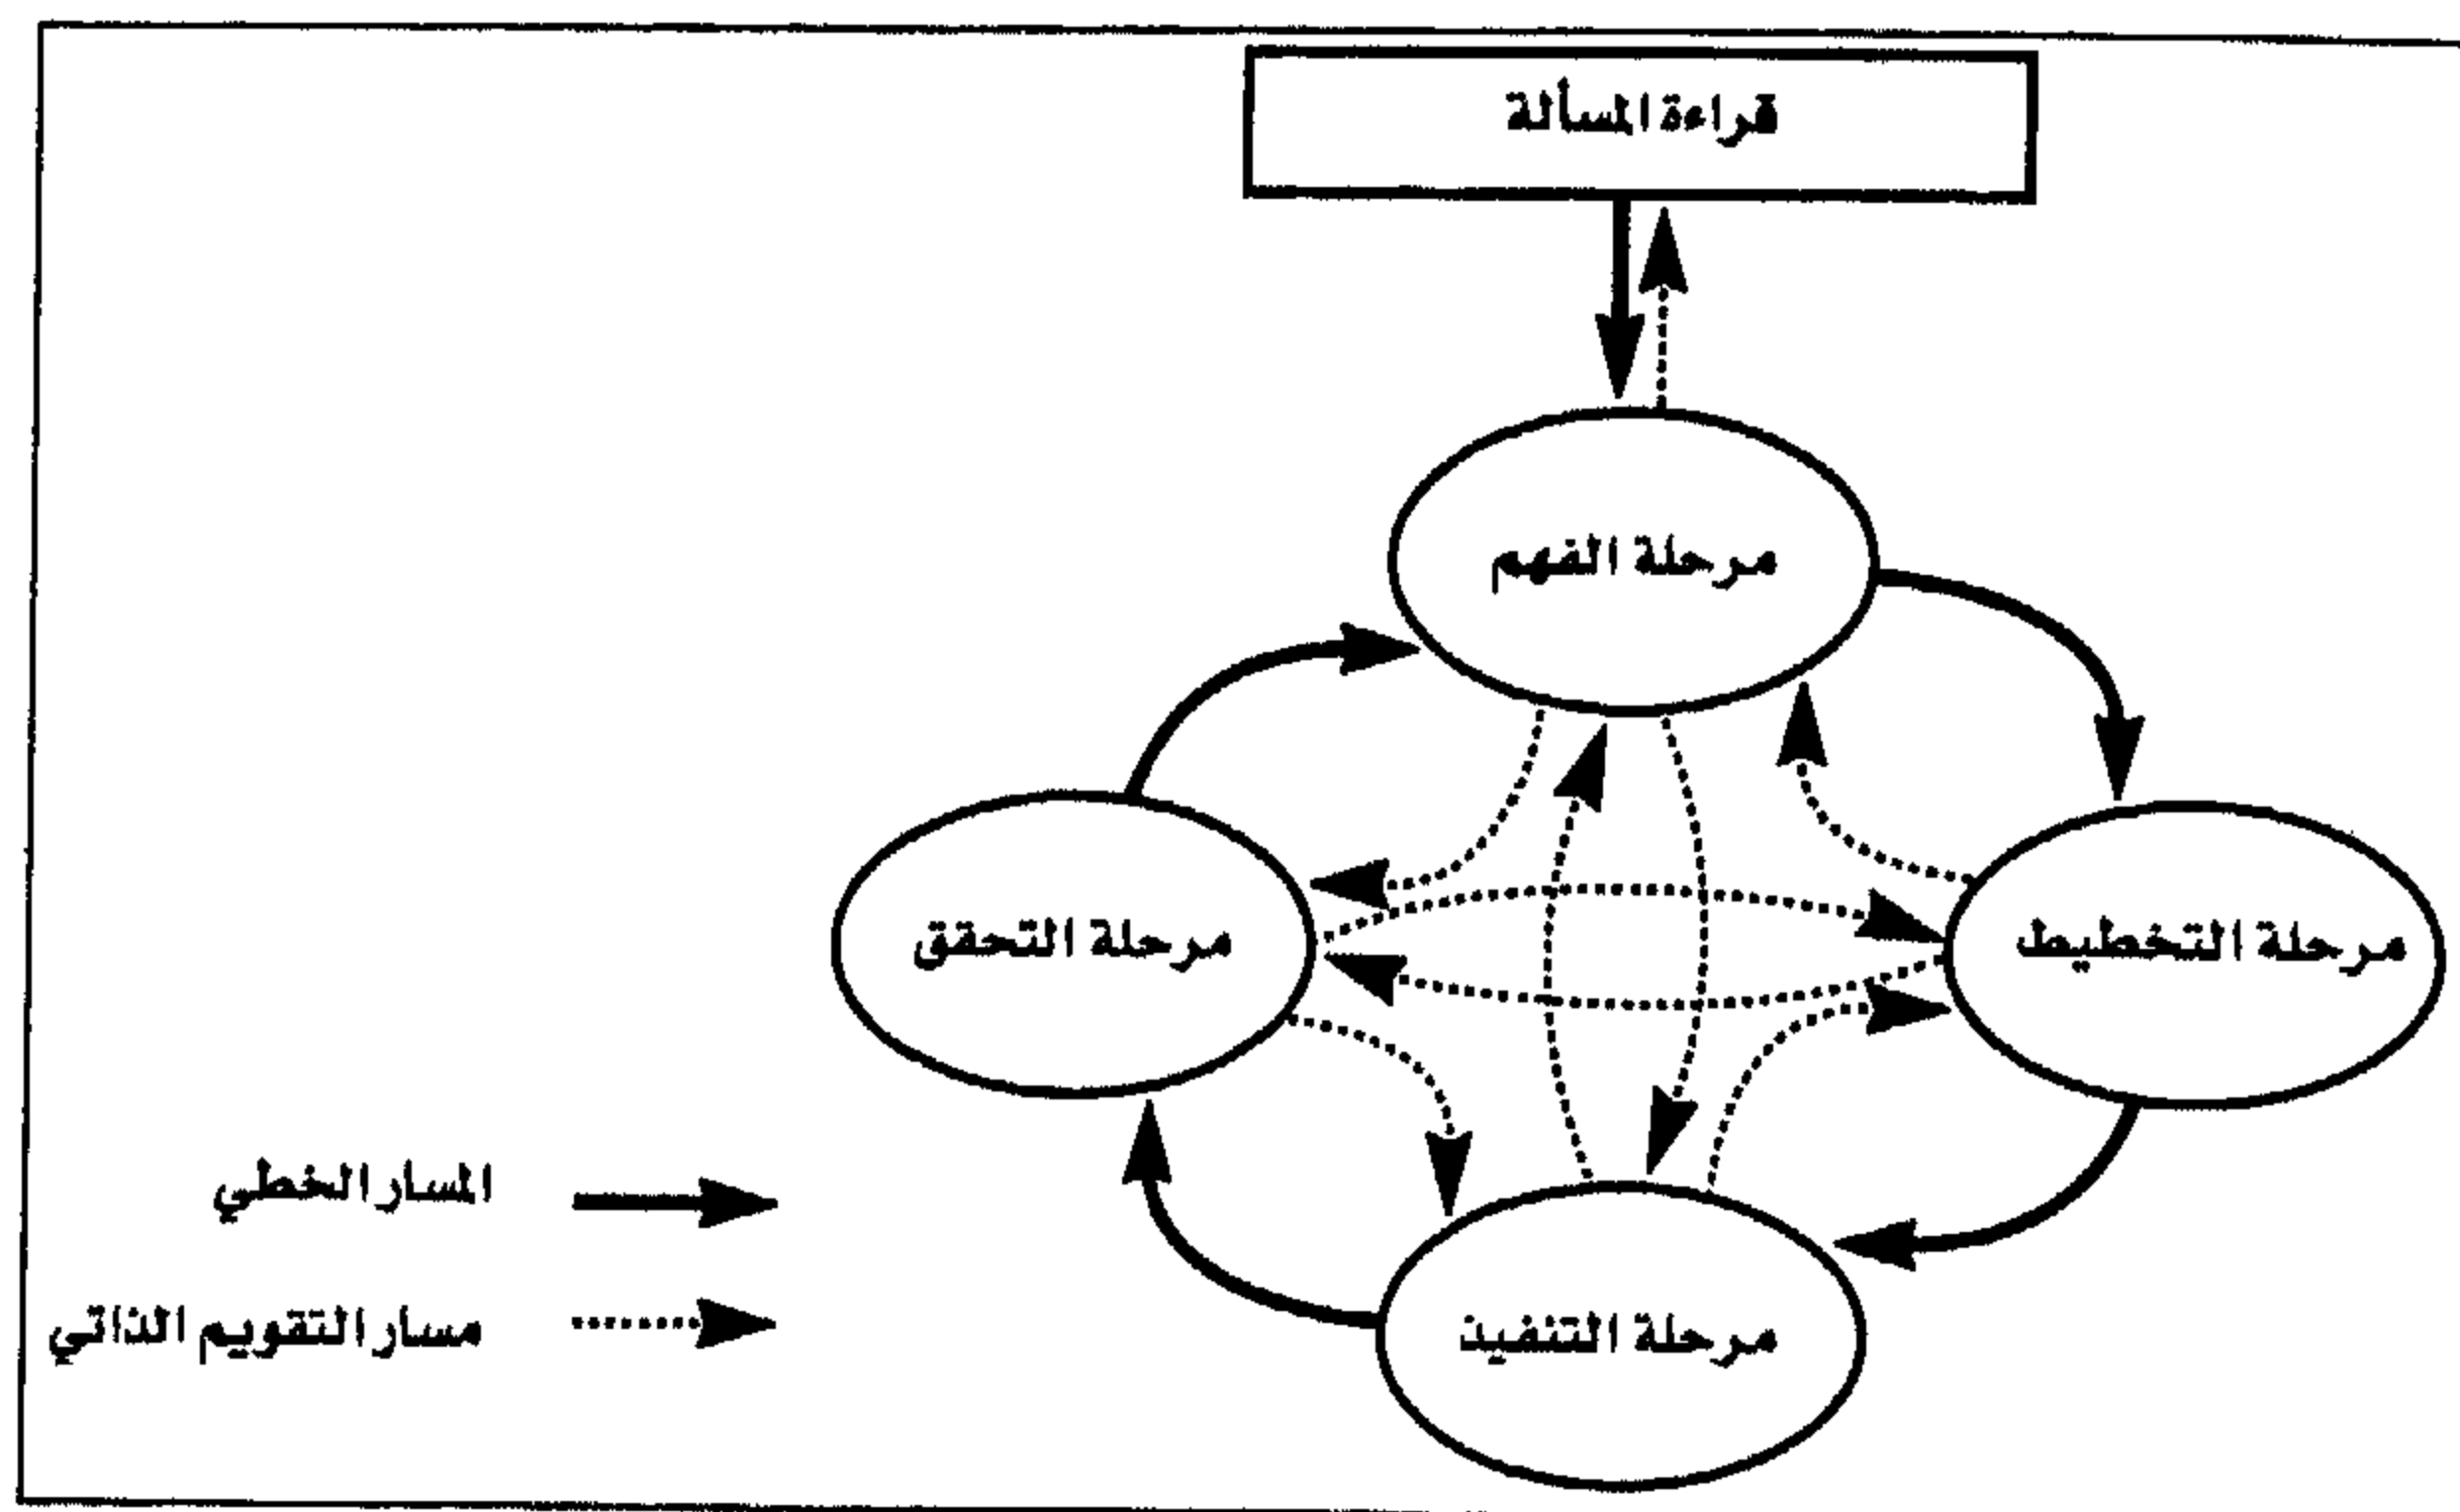 قراءة المسألة
مرحلة الفهم
مرحلة التخطيط
مرحلة التحقق
مرحلة التنفيذ
المسار الخطي
مسار التقويم الذاتي